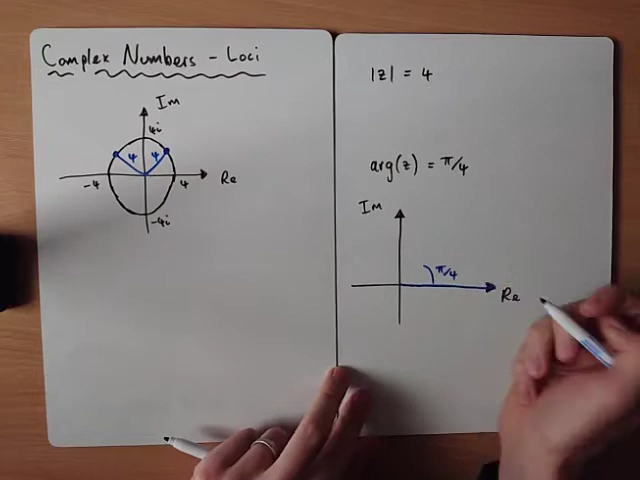 Complex Numbers - Loci
Im
4i
4 4
-4 4 Re
-4i
|z| = 4
arg(z) = π/4
Im
π/4
Re